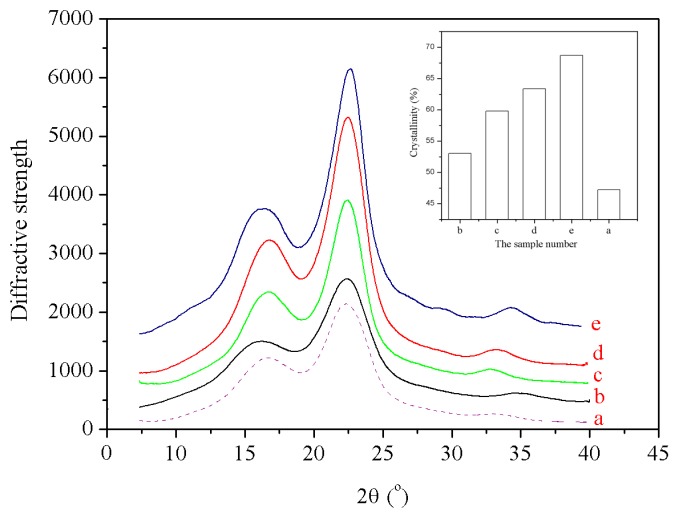 7000
6000
5000
4000
3000
2000
1000
0
Diffractive strength
0
10
15
20
25
30
35
40
45
2θ (°)
e
d
c
b
a
70
65
60
55
50
45
Crystallinity (%)
b c d e a
The sample number